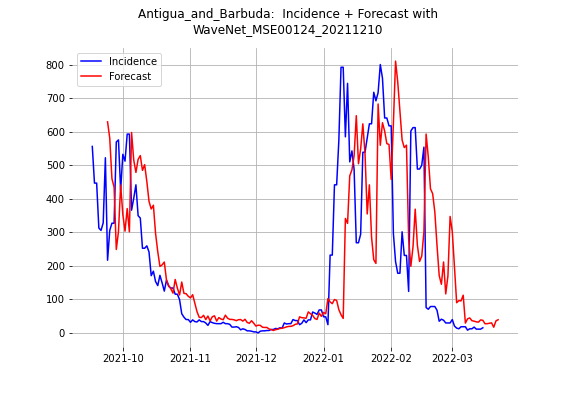 Antigua_and_Barbuda:  Incidence + Forecast with
WaveNet_MSE00124_20211210
Incidence
Forecast
800
700
600
500
400
300
200
100
0
2021-10 2021-11 2021-12 2022-01 2022-02 2022-03